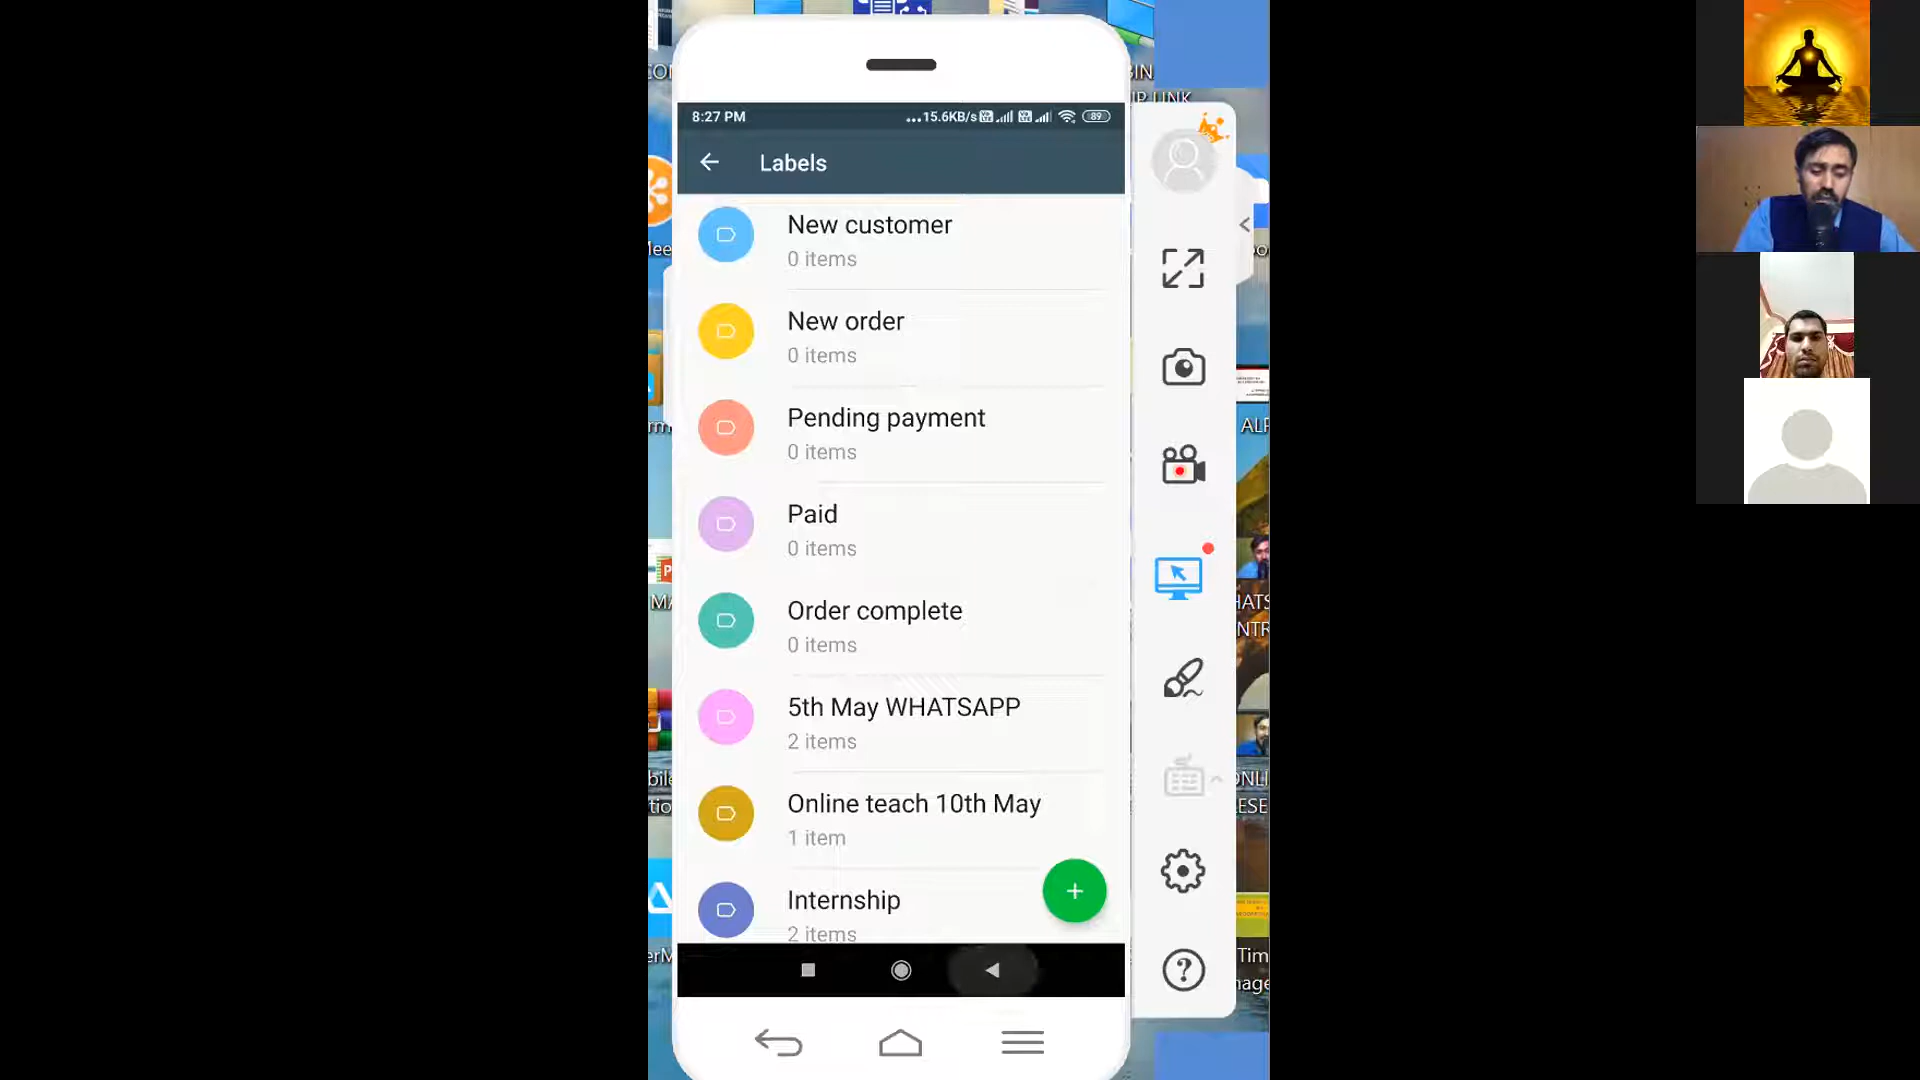 8:27 PM
...15.6KB/s
89
Labels
New customer
0 items
New order
0 items
Pending payment
0 items
Paid
0 items
Order complete
0 items
5th May WHATSAPP
2 items
Online teach 10th May
1 item
Internship
2 items